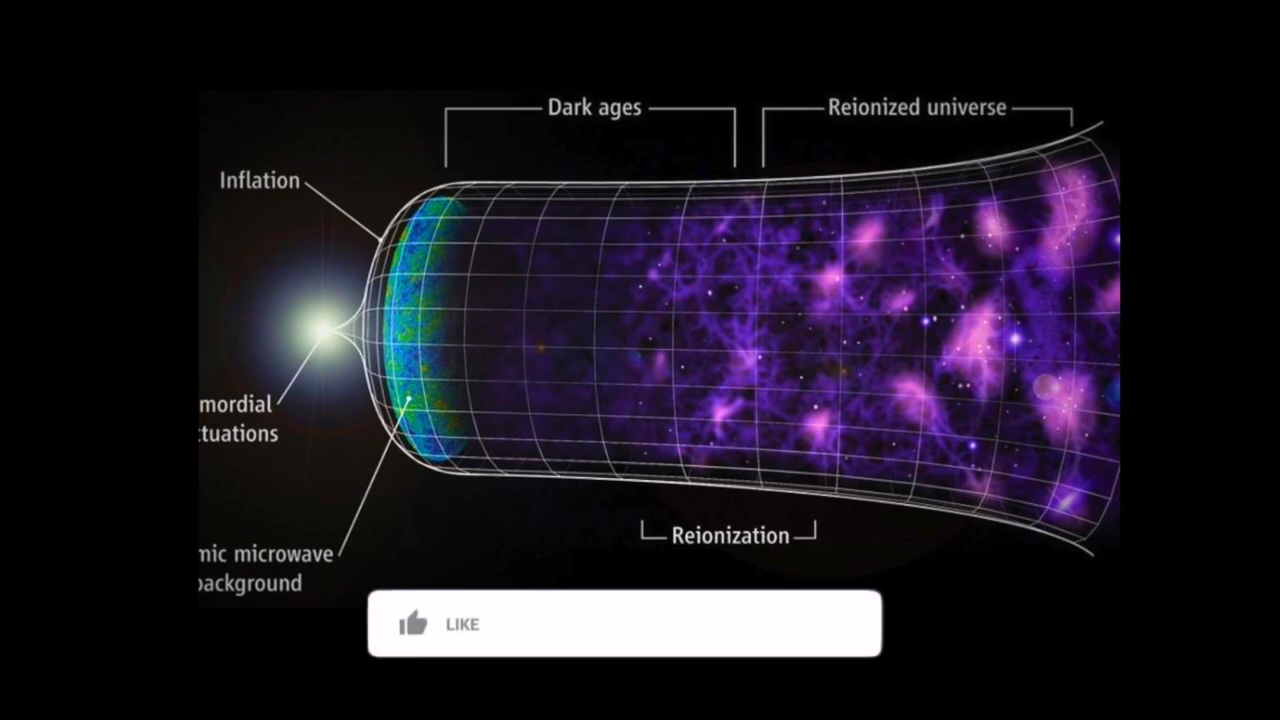 Dark ages
Reionized universe
Inflation
mordial
ctuations
Reionization
mic microwave
background
LIKE